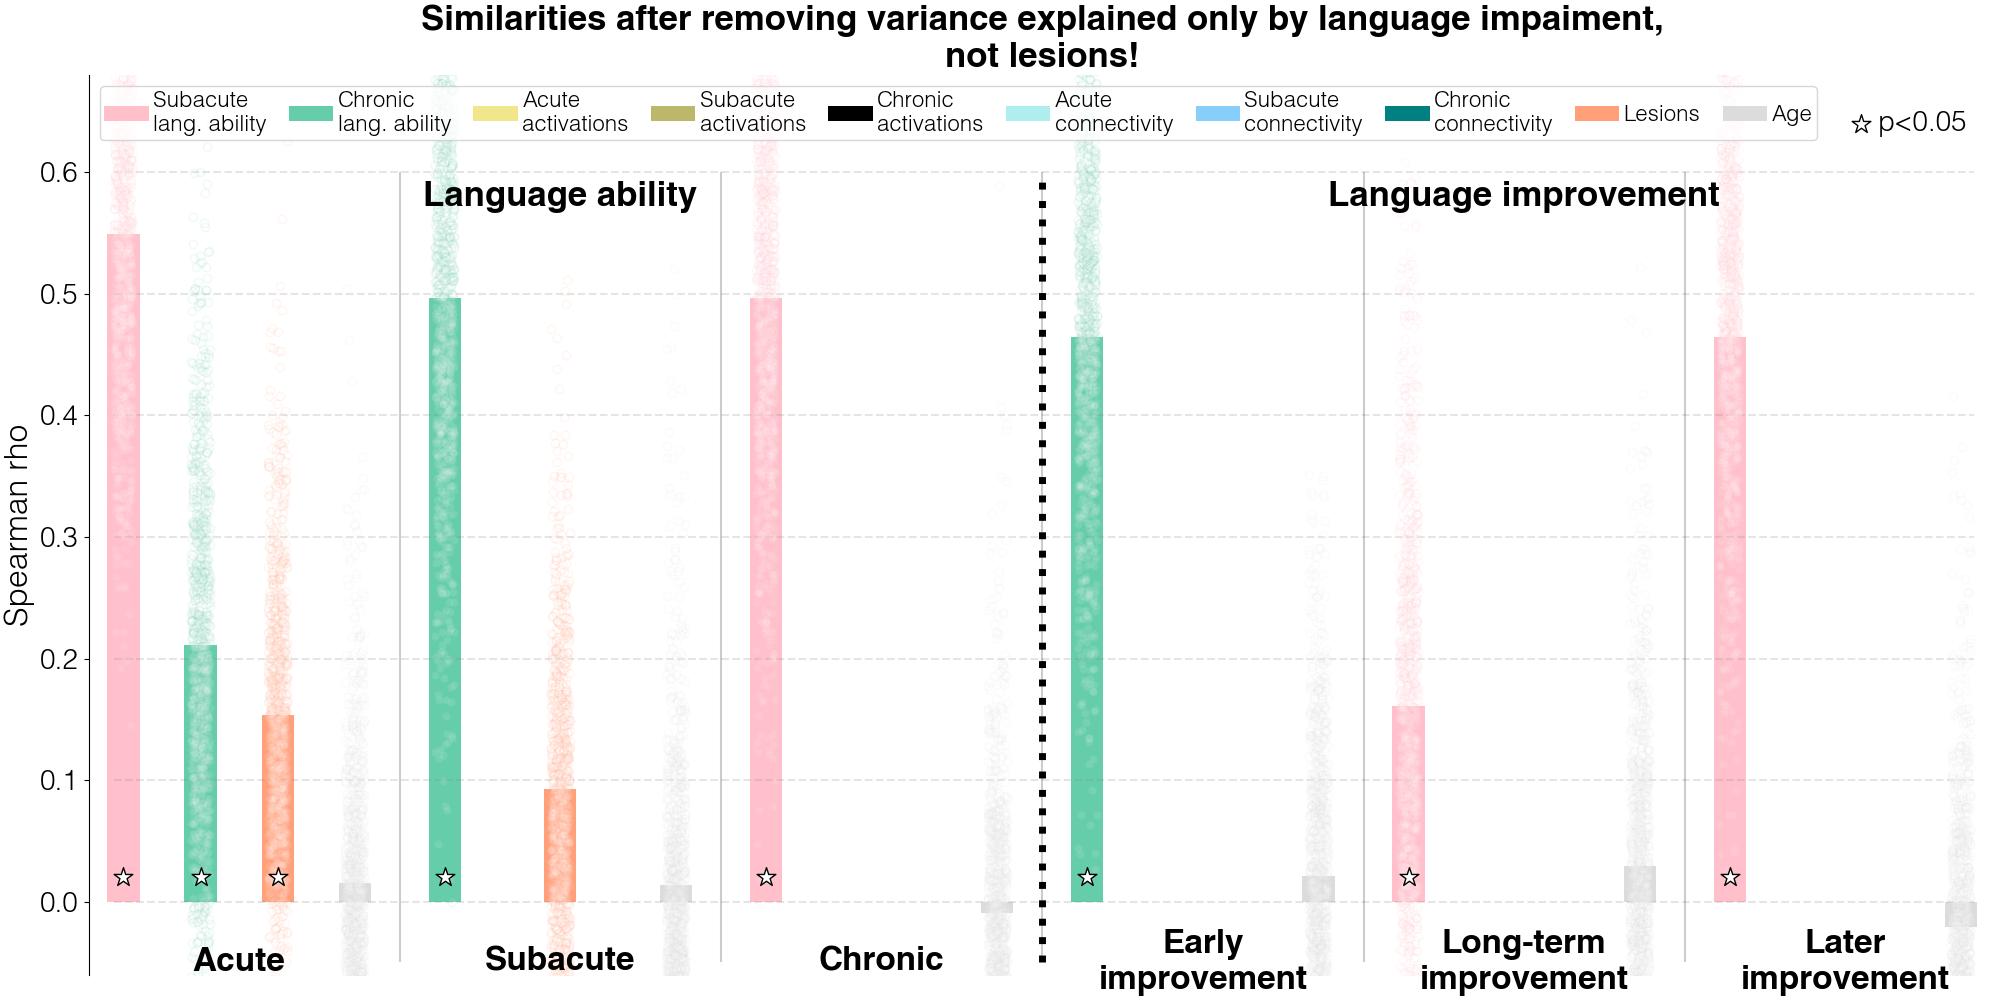 Similarities after removing variance explained only by language impaiment,
not lesions!
Subacute
lang. ability
Chronic
lang. ability
Acute
activations
Subacute
activations
Chronic
activations
Acute
connectivity
Subacute
connectivity
Chronic
connectivity
Lesions
Age
p<0.05
Language ability
Language improvement
Spearman rho
0.6
0.5
0.4
0.3
0.2
0.1
0.0
Acute
Subacute
Chronic
Early
improvement
Long-term
improvement
Later
improvement